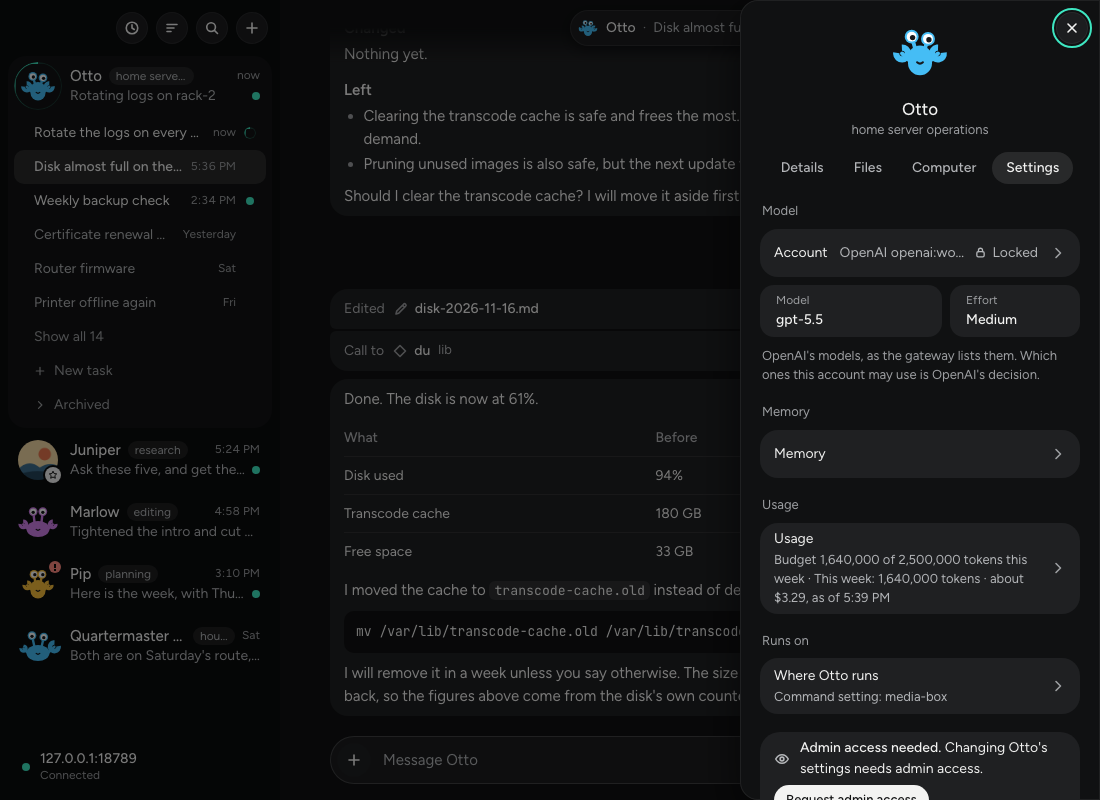 Otto
home serve...
now
Rotating logs on rack-2
Rotate the logs on every ...
now
Disk almost full on the...
5:36 PM
Weekly backup check
2:34 PM
Certificate renewal ...
Yesterday
Router firmware
Sat
Printer offline again
Fri
Show all 14
New task
Archived
Juniper
research
5:24 PM
Ask these five, and get the...
Marlow
editing
4:58 PM
Tightened the intro and cut ...
Pip
planning
3:10 PM
Here is the week, with Thu...
Quartermaster ...
hou...
Sat
Both are on Saturday's route,...
127.0.0.1:18789
Connected
Otto · Disk almost fu
Changed
Nothing yet.
Left
• Clearing the transcode cache is safe and frees the most.
demand.
• Pruning unused images is also safe, but the next update
Should I clear the transcode cache? I will move it aside first
Edited disk-2026-11-16.md
Call to du lib
Done. The disk is now at 61%.
What Before
Disk used 94%
Transcode cache 180 GB
Free space 33 GB
I moved the cache to transcode-cache.old instead of de
mv /var/lib/transcode-cache.old /var/lib/transcod
I will remove it in a week unless you say otherwise. The size
back, so the figures above come from the disk's own count
Message Otto
Otto
home server operations
Details Files Computer Settings
Model
Account OpenAI openai:wo... Locked
Model
gpt-5.5
Effort
Medium
OpenAI's models, as the gateway lists them. Which
ones this account may use is OpenAI's decision.
Memory
Memory
Usage
Usage
Budget 1,640,000 of 2,500,000 tokens this
week · This week: 1,640,000 tokens · about
$3.29, as of 5:39 PM
Runs on
Where Otto runs
Command setting: media-box
Admin access needed. Changing Otto's
settings needs admin access.
Request admin access